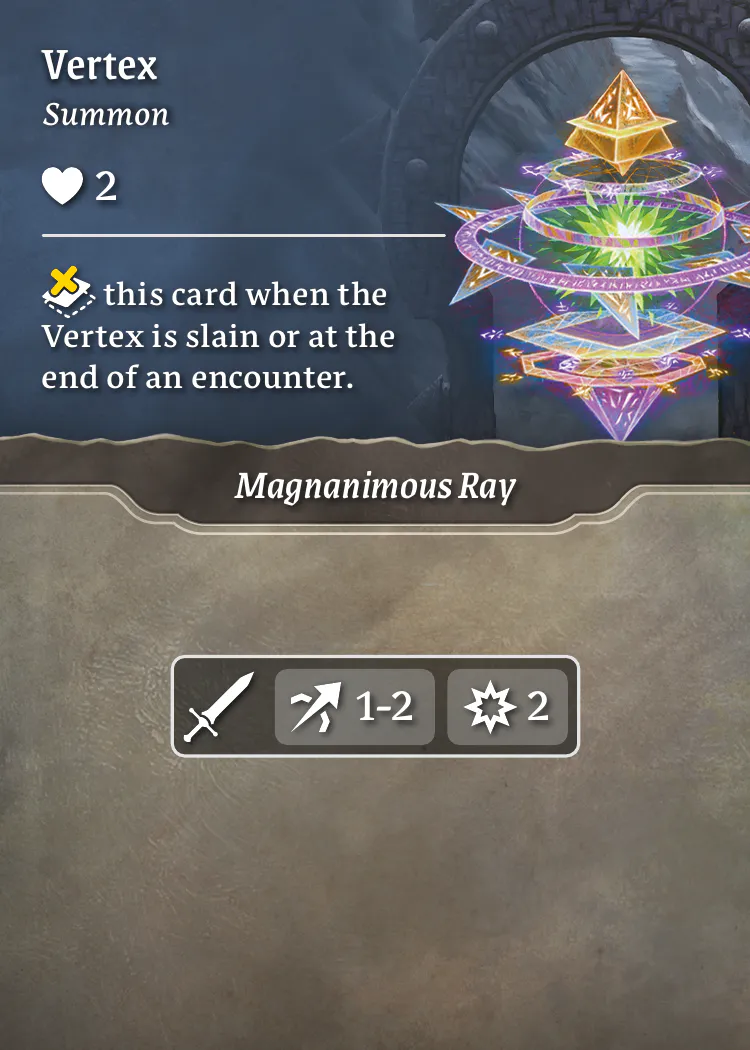 Vertex
Summon
2
this card when the
Vertex is slain or at the
end of an encounter.
Magnanimous Ray
1-2 2